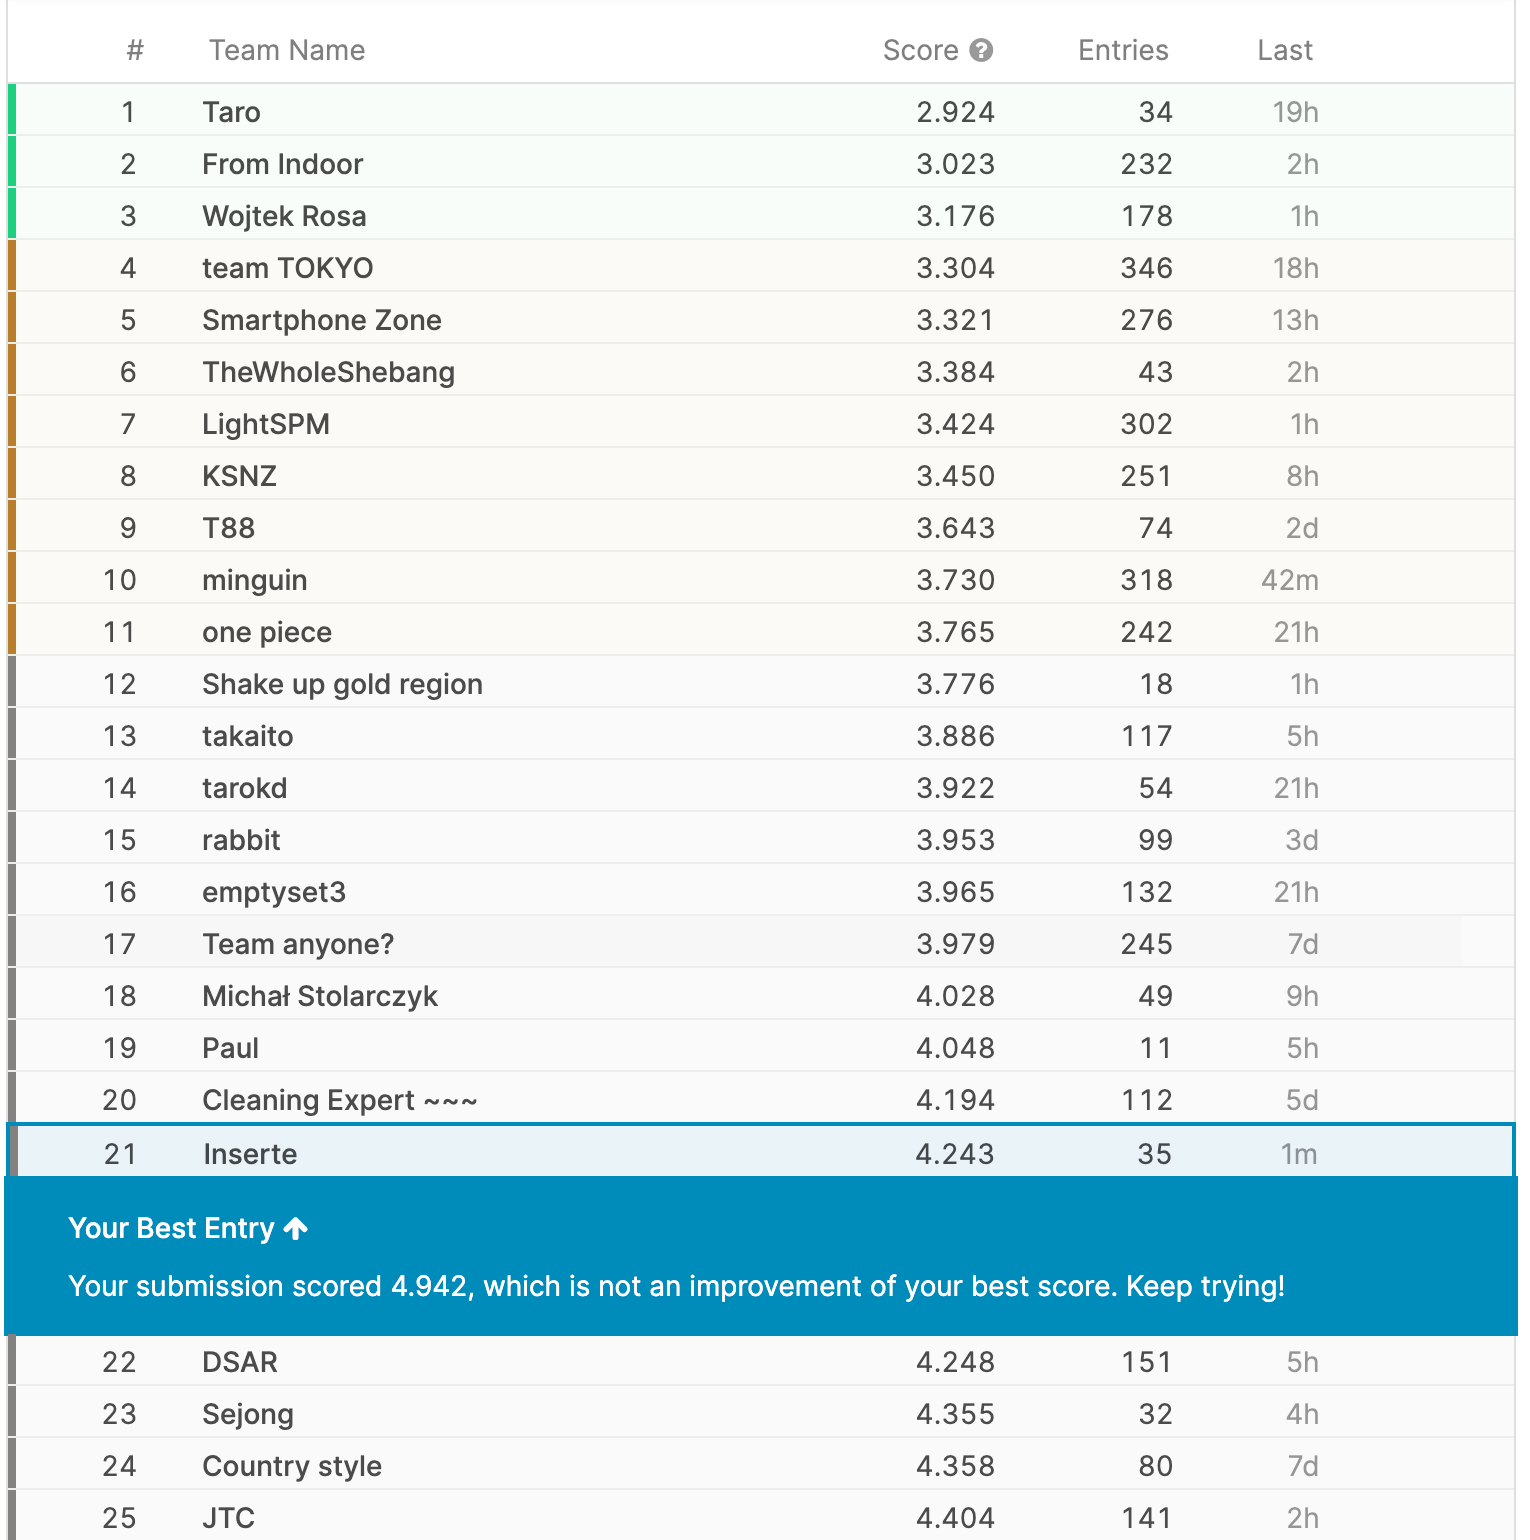 # Team Name Score ? Entries Last
1 Taro 2.924 34 19h
2 From Indoor 3.023 232 2h
3 Wojtek Rosa 3.176 178 1h
4 team TOKYO 3.304 346 18h
5 Smartphone Zone 3.321 276 13h
6 TheWholeShebang 3.384 43 2h
7 LightSPM 3.424 302 1h
8 KSNZ 3.450 251 8h
9 T88 3.643 74 2d
10 minguin 3.730 318 42m
11 one piece 3.765 242 21h
12 Shake up gold region 3.776 18 1h
13 takaito 3.886 117 5h
14 tarokd 3.922 54 21h
15 rabbit 3.953 99 3d
16 emptyset3 3.965 132 21h
17 Team anyone? 3.979 245 7d
18 Michał Stolarczyk 4.028 49 9h
19 Paul 4.048 11 5h
20 Cleaning Expert ~~~ 4.194 112 5d
21 Inserte 4.243 35 1m
Your Best Entry ↑
Your submission scored 4.942, which is not an improvement of your best score. Keep trying!
22 DSAR 4.248 151 5h
23 Sejong 4.355 32 4h
24 Country style 4.358 80 7d
25 JTC 4.404 141 2h